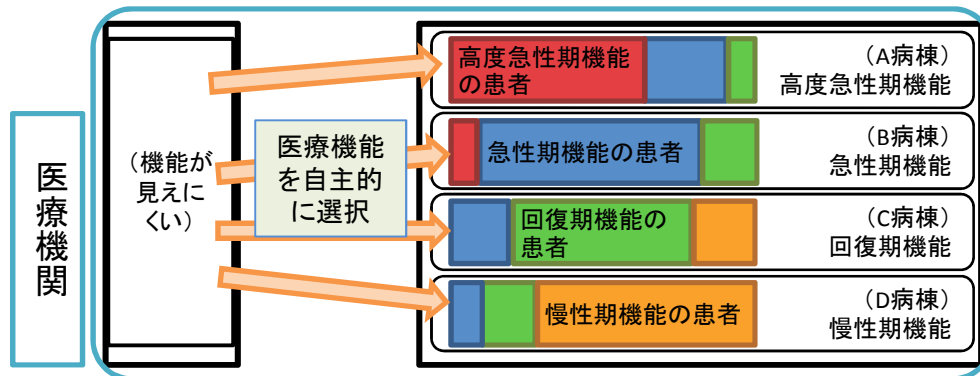 医療機関
（機能が
見えに
くい）
医療機能
を自主的
に選択
高度急性期機能
の患者
（A病棟）
高度急性期機能
急性期機能の患者
（B病棟）
急性期機能
回復期機能の
患者
（C病棟）
回復期機能
慢性期機能の患者
（D病棟）
慢性期機能